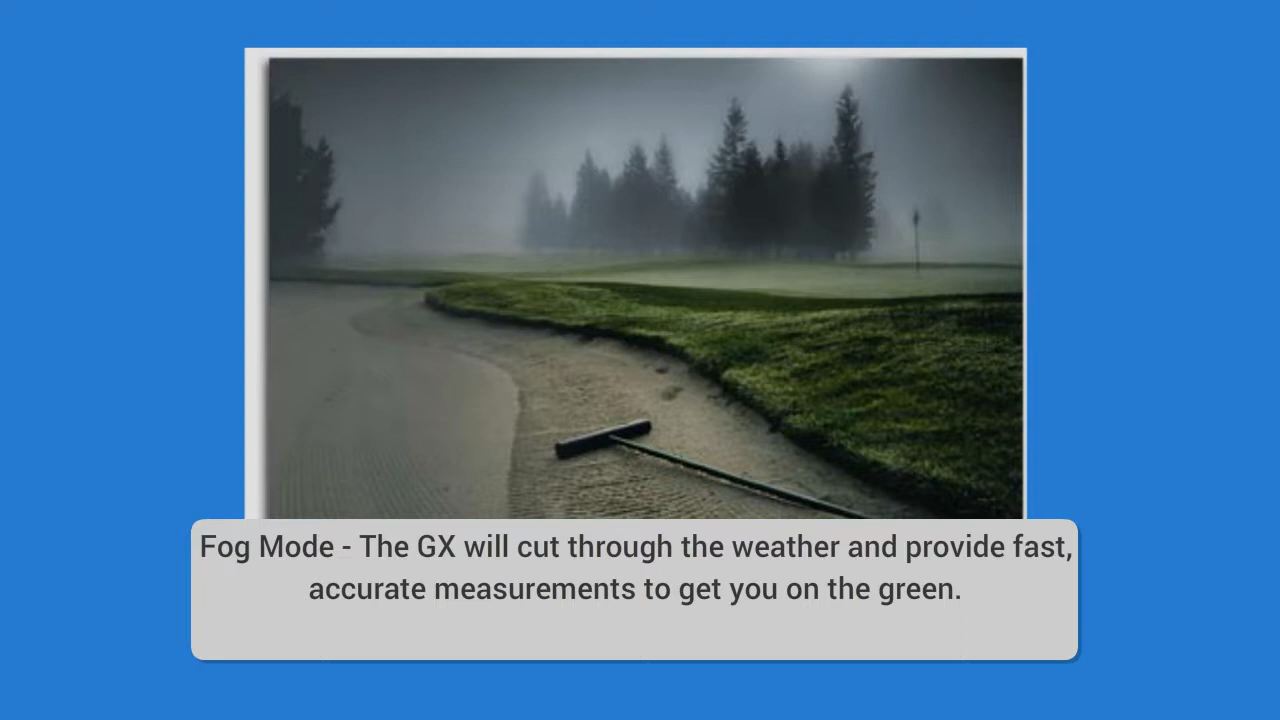 Fog Mode - The GX will cut through the weather and provide fast,
accurate measurements to get you on the green.